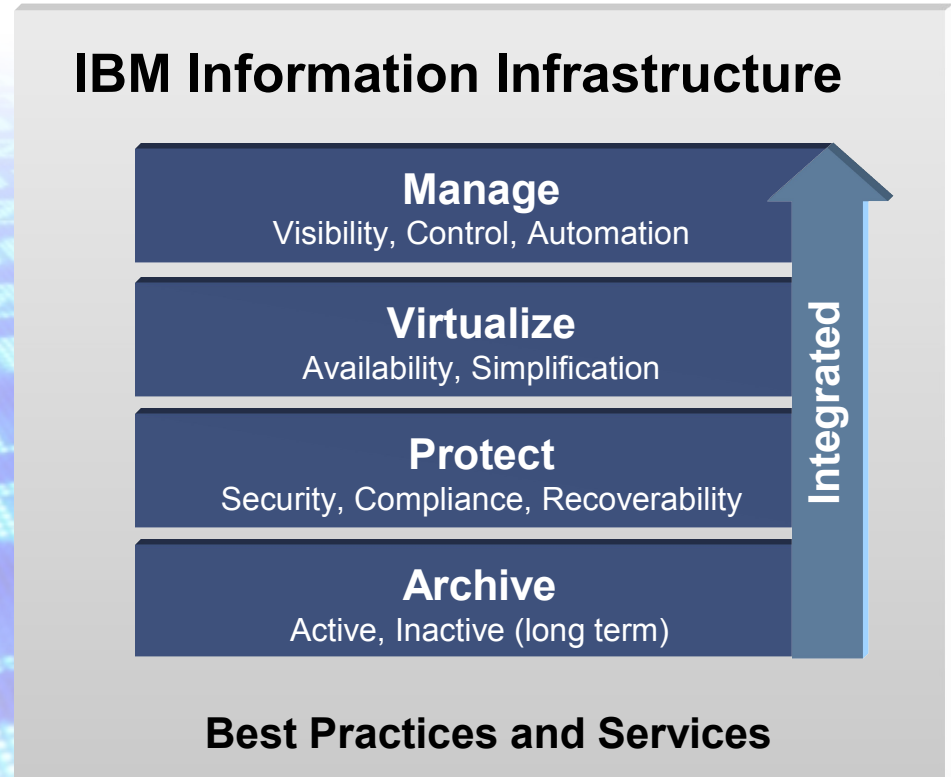 IBM Information Infrastructure
Manage
Visibility, Control, Automation
Virtualize
Availability, Simplification
Protect
Security, Compliance, Recoverability
Archive
Active, Inactive (long term)
Integrated
Best Practices and Services